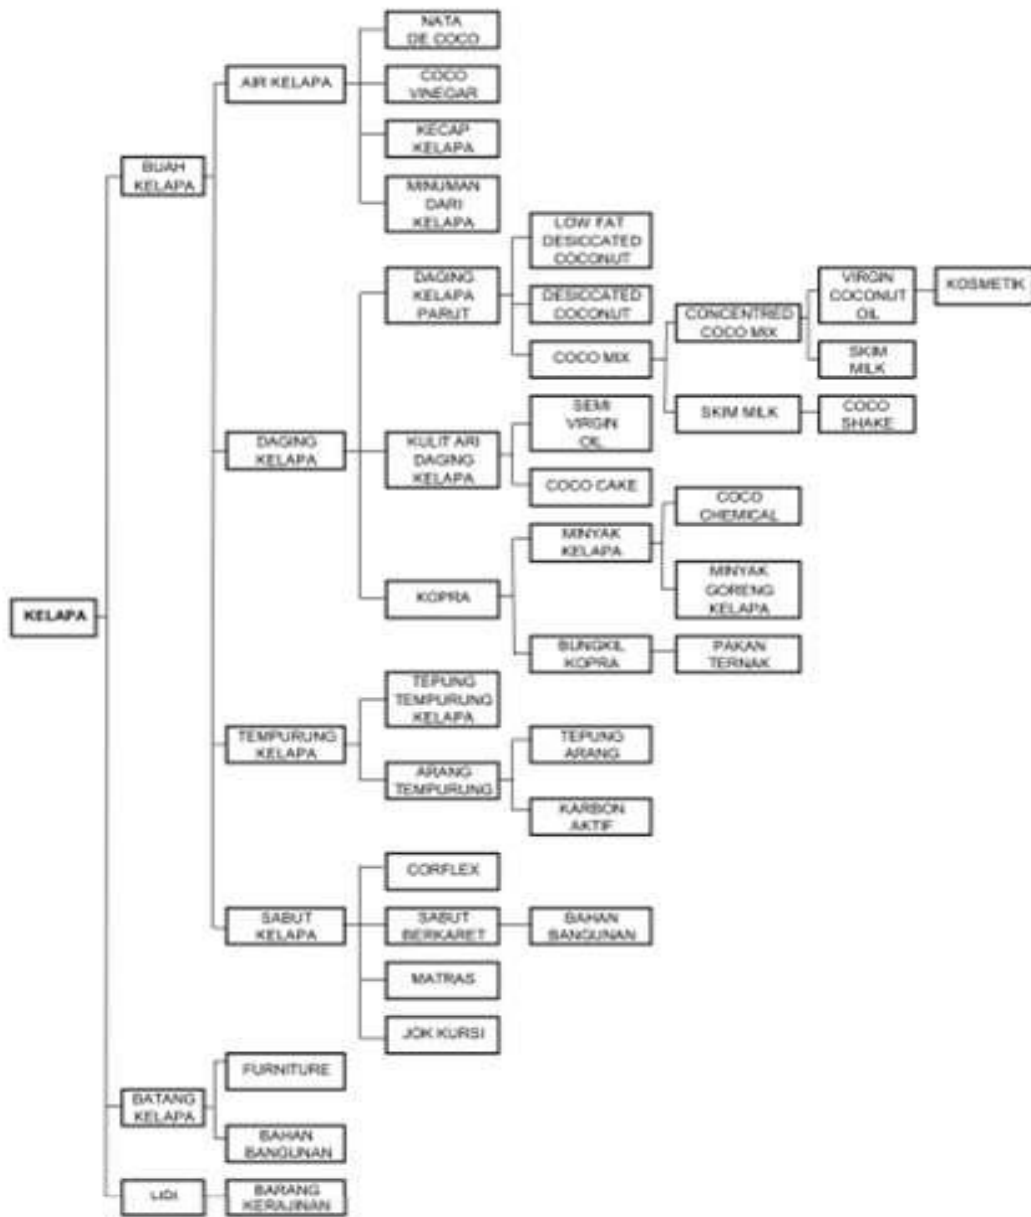 NATA
DE COCO
AIR KELAPA
COCO
VINEGAR
KECAP
KELAPA
BUAH
KELAPA
MINUMAN
DARI
KELAPA
LOW FAT
DESICCATED
COCONUT
DAGING
KELAPA
PARUT
DESICCATED
COCONUT
COCO MIX
CONCENTRED
COCO MIX
VIRGIN
COCONUT
OIL
KOSMETIK
SKIM
MILK
SKIM MILK
COCO
SHAKE
DAGING
KELAPA
KULIT ARI
DAGING
KELAPA
SEMI
VIRGIN
OIL
COCO CAKE
KOPRA
MINYAK
KELAPA
COCO
CHEMICAL
MINYAK
GORENG
KELAPA
BUNGKIL
KOPRA
PAKAN
TERNAK
KELAPA
TEMPURUNG
KELAPA
TEPUNG
TEMPURUNG
KELAPA
ARANG
TEMPURUNG
TEPUNG
ARANG
KARBON
AKTIF
SABUT
KELAPA
CORFLEX
SABUT
BERKARET
BAHAN
BANGUNAN
MATRAS
JOK KURSI
BATANG
KELAPA
FURNITURE
BAHAN
BANGUNAN
LIDI
BARANG
KERAJINAN